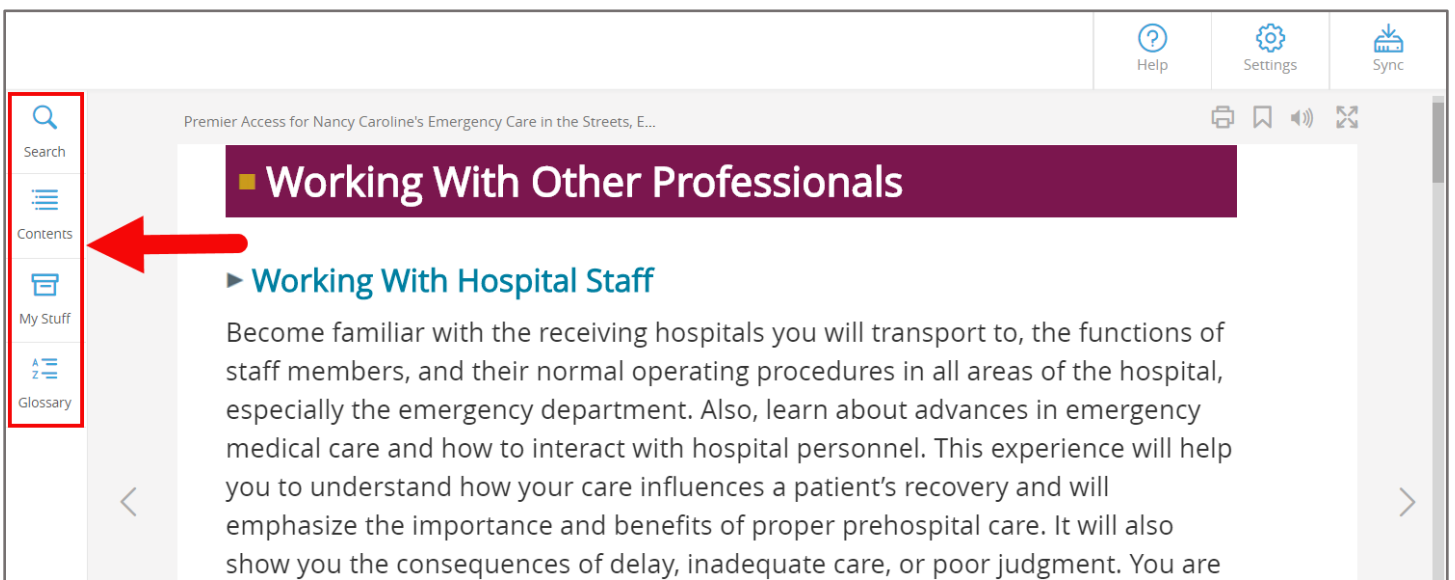 Help
Settings
Sync
Search
Contents
My Stuff
A
Z
Glossary
Premier Access for Nancy Caroline's Emergency Care in the Streets, E...
Working With Other Professionals
Working With Hospital Staff
Become familiar with the receiving hospitals you will transport to, the functions of
staff members, and their normal operating procedures in all areas of the hospital,
especially the emergency department. Also, learn about advances in emergency
medical care and how to interact with hospital personnel. This experience will help
you to understand how your care influences a patient’s recovery and will
emphasize the importance and benefits of proper prehospital care. It will also
show you the consequences of delay, inadequate care, or poor judgment. You are